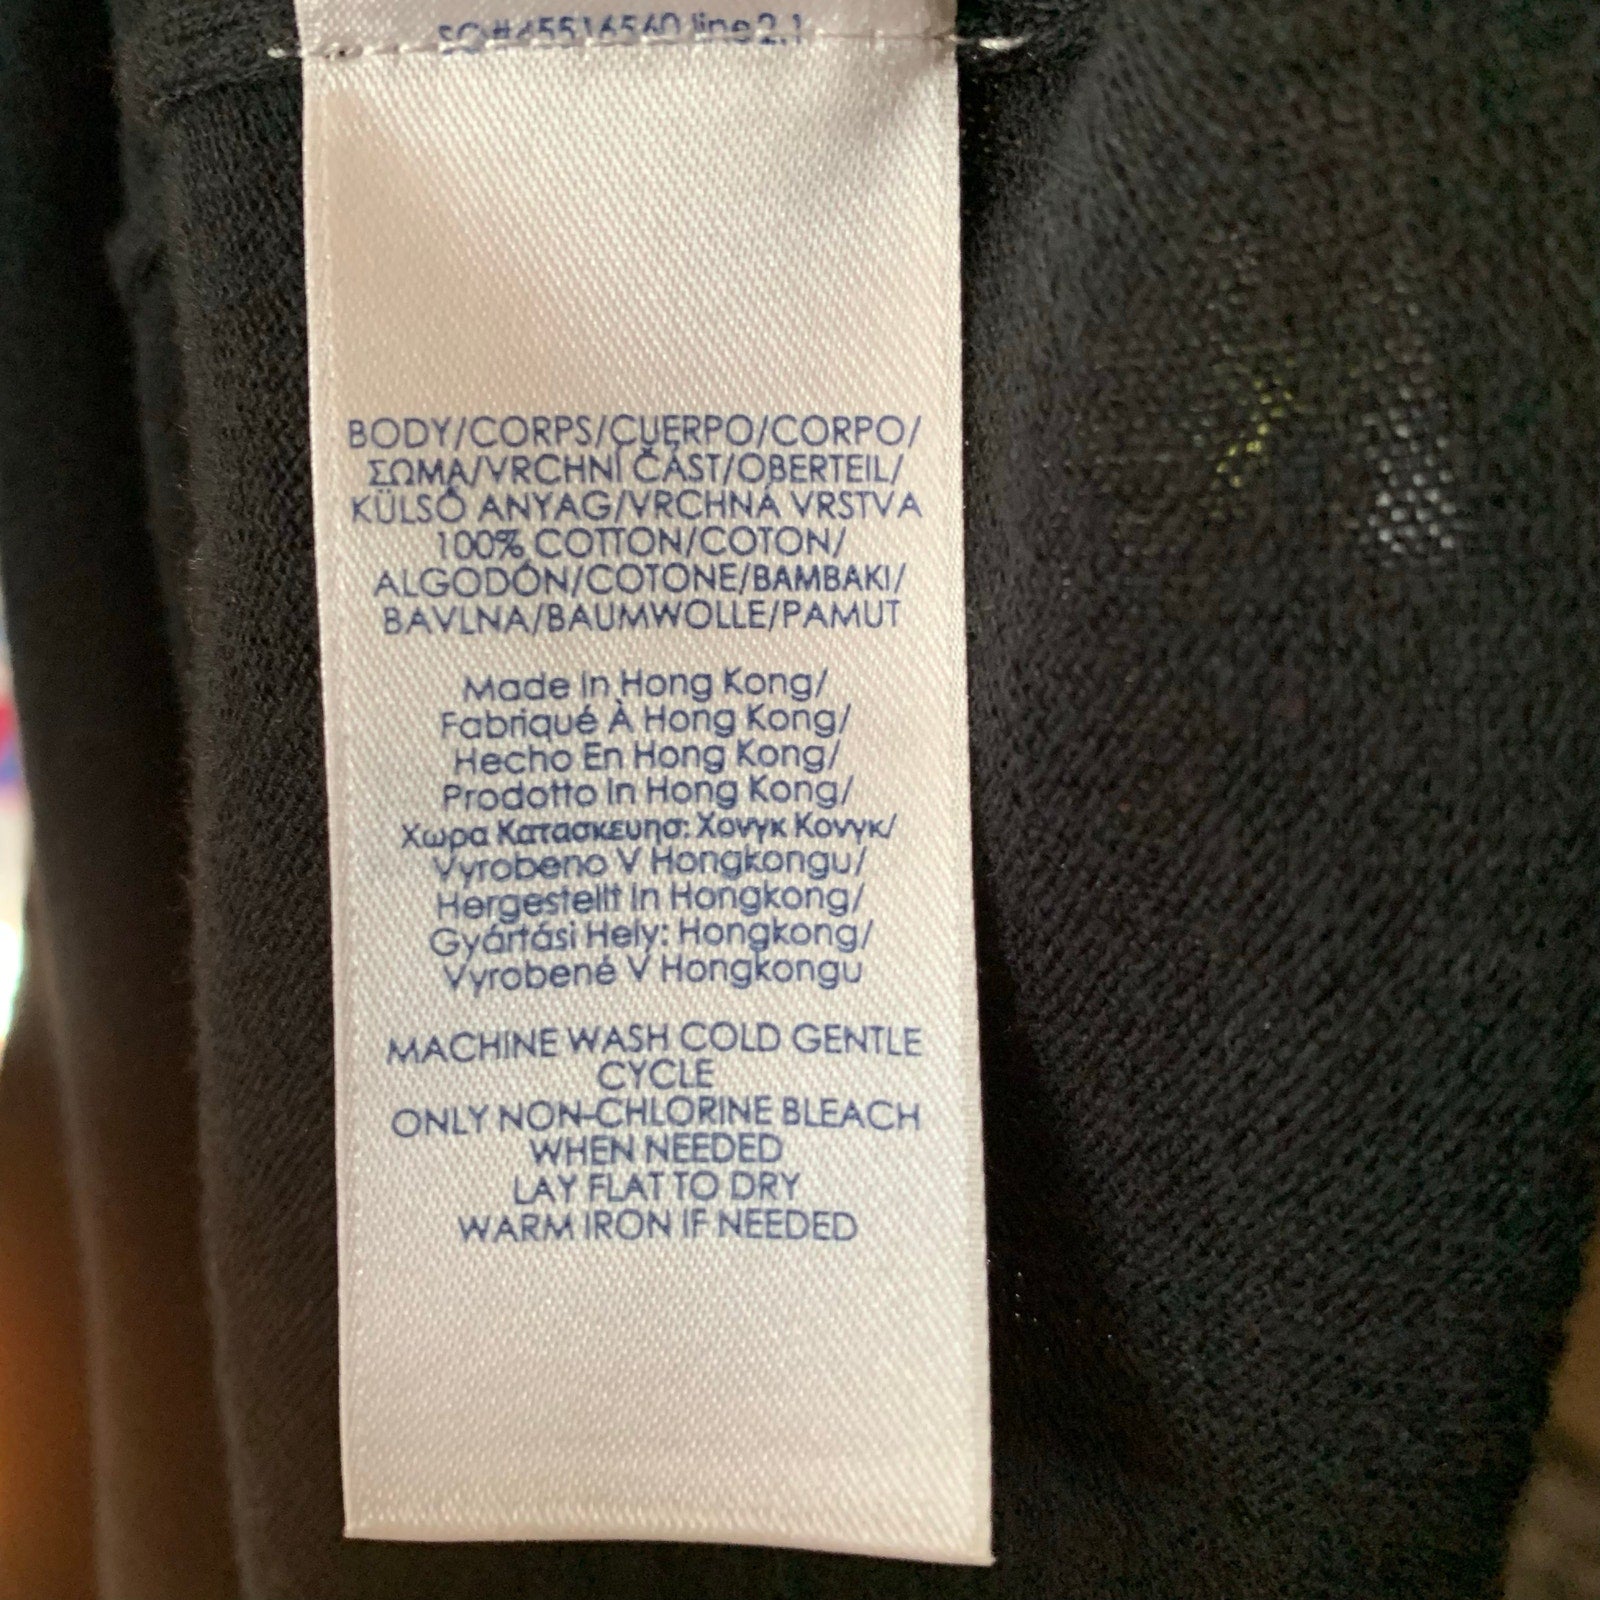 line2.1
BODY/CORPS/CUERPO/CORPO/
ΣΩΜΑ/VRCHNÍ ČÁST/OBERTEIL/
KÜLSŐ ANYAG/VRCHNÁ VRSTVA
100% COTTON/COTON/
ALGODÓN/COTONE/BAMBAKI/
BAVLNA/BAUMWOLLE/PAMUT
Made In Hong Kong/
Fabriqué À Hong Kong/
Hecho En Hong Kong/
Prodotto In Hong Kong/
Χωρα Κατασκευησ: Χονγκ Κονγκ/
Vyrobeno V Hongkongu/
Hergestellt In Hongkong/
Gyártási Hely: Hongkong/
Vyrobené V Hongkongu
MACHINE WASH COLD GENTLE
CYCLE
ONLY NON-CHLORINE BLEACH
WHEN NEEDED
LAY FLAT TO DRY
WARM IRON IF NEEDED